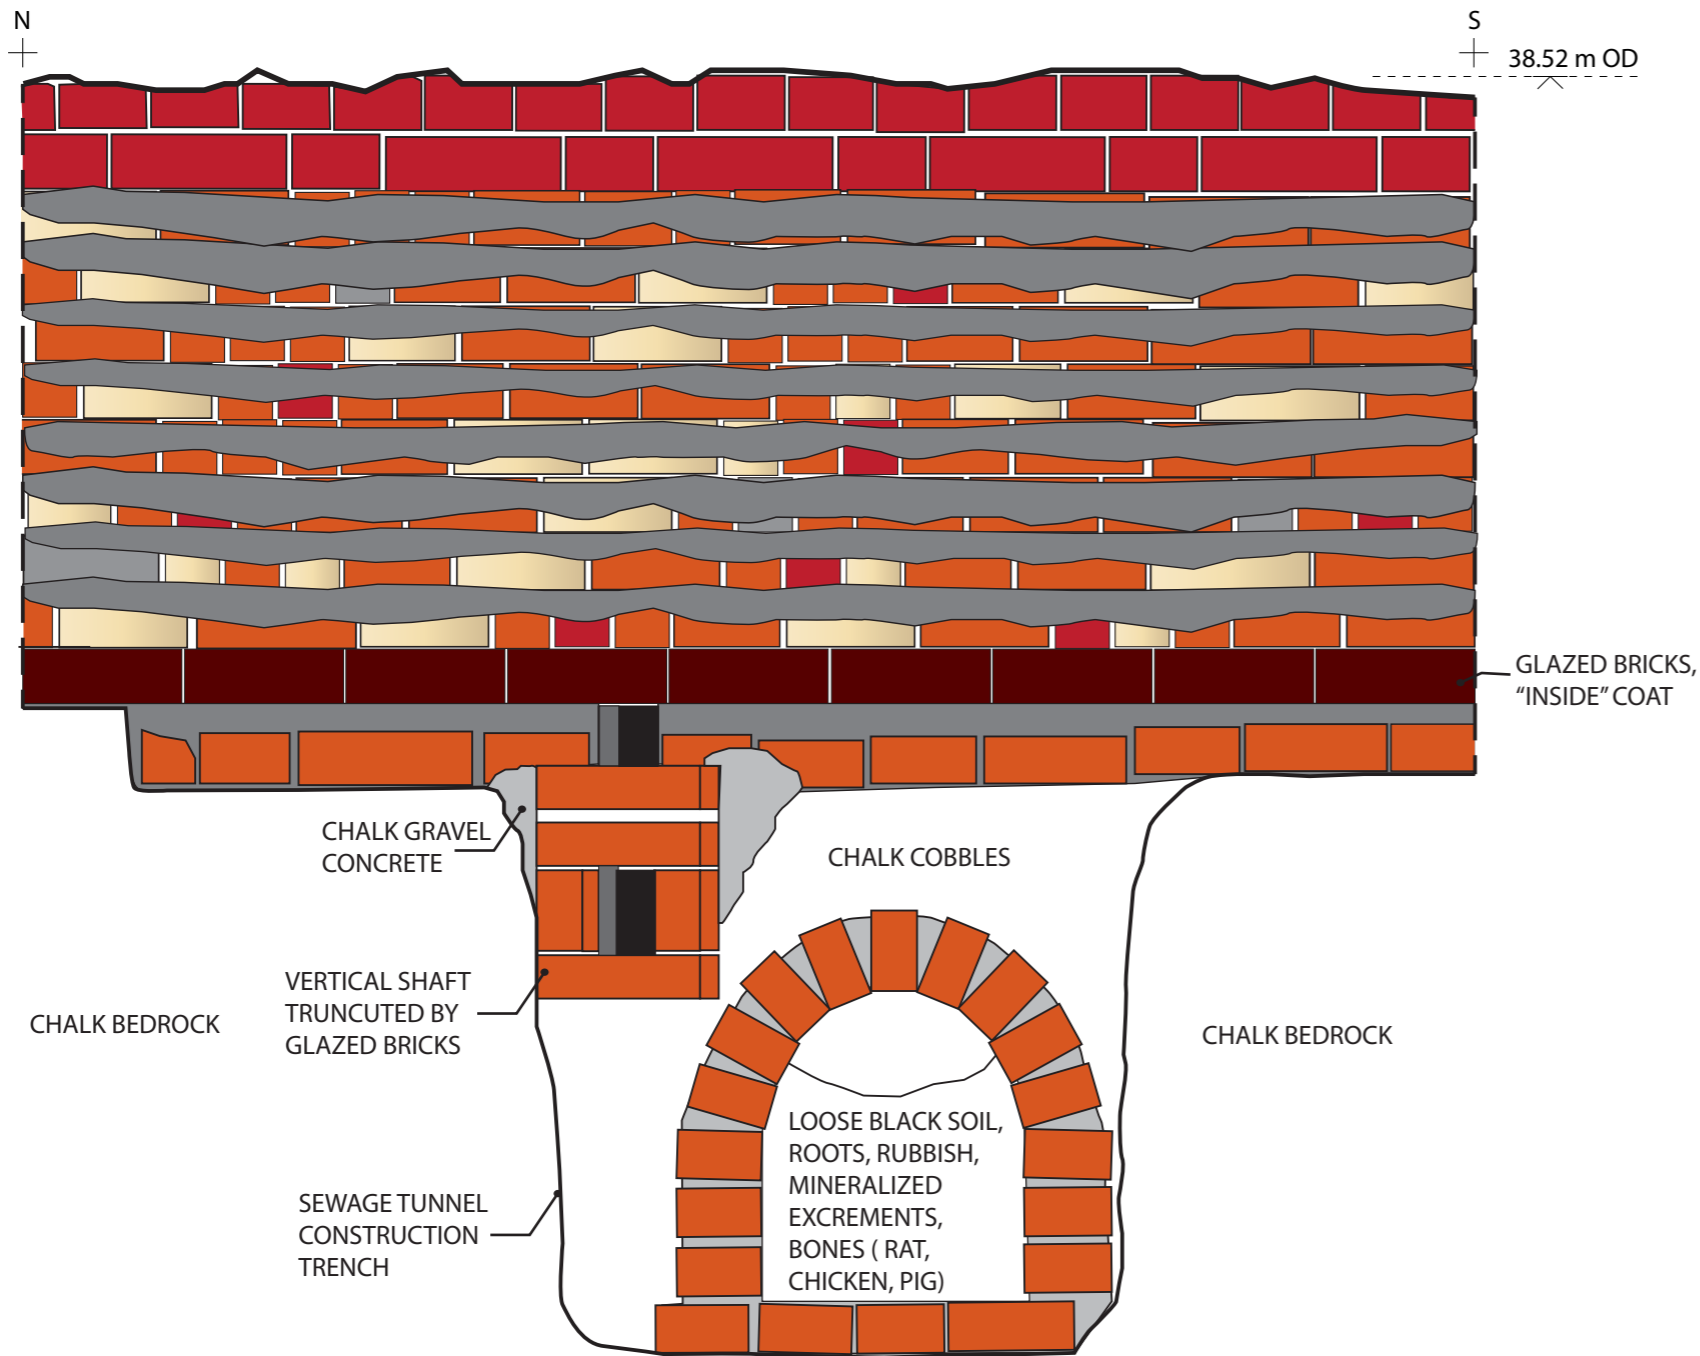 N
S
38.52 m OD
GLAZED BRICKS,
“INSIDE” COAT
CHALK GRAVEL
CONCRETE
CHALK COBBLES
VERTICAL SHAFT
TRUNCUTED BY
GLAZED BRICKS
CHALK BEDROCK
CHALK BEDROCK
LOOSE BLACK SOIL,
ROOTS, RUBBISH,
MINERALIZED
EXCREMENTS,
BONES ( RAT,
CHICKEN, PIG)
SEWAGE TUNNEL
CONSTRUCTION
TRENCH